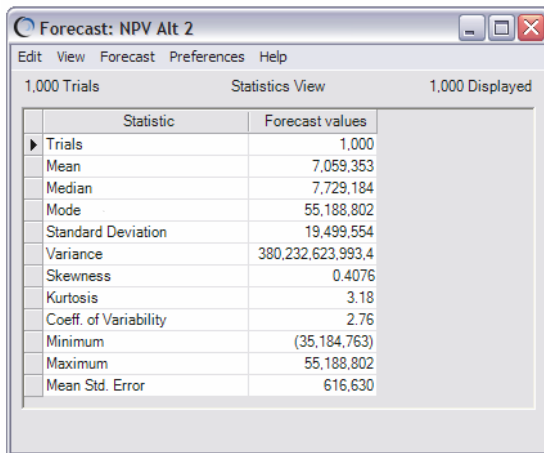 Forecast: NPV Alt 2
Edit View Forecast Preferences Help
1,000 Trials Statistics View 1,000 Displayed
Statistic Forecast values
Trials 1,000
Mean 7,059,353
Median 7,729,184
Mode 55,188,802
Standard Deviation 19,499,554
Variance 380,232,623,993,4
Skewness 0.4076
Kurtosis 3.18
Coeff. of Variability 2.76
Minimum (35,184,763)
Maximum 55,188,802
Mean Std. Error 616,630